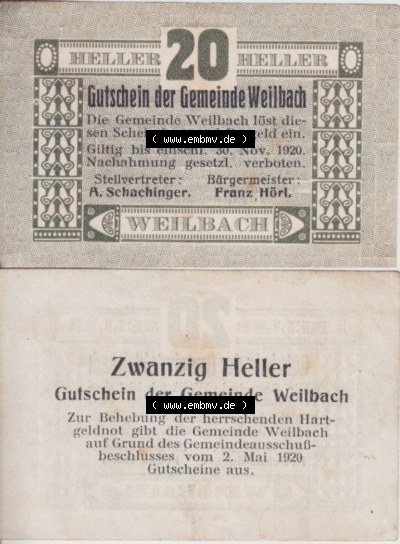 HELLER 20 HELLER
Gutschein der Gemeinde Weilbach
Die Gemeinde Weilbach löst die-
sen Sche geld ein.
( www.embmv.de )
Giltig bis einschl. 30. Nov. 1920.
Nachahmung gesetzl. verboten.
Stellvertreter: Bürgermeister:
A. Schachinger. Franz Hörl.
WEILBACH
Zwanzig Heller
Gutschein der Gemeinde Weilbach
( www.embmv.de )
Zur Behebung der herrschenden Hart-
geldnot gibt die Gemeinde Weilbach
auf Grund des Gemeindeausschuß-
beschlusses vom 2. Mai 1920
Gutscheine aus.